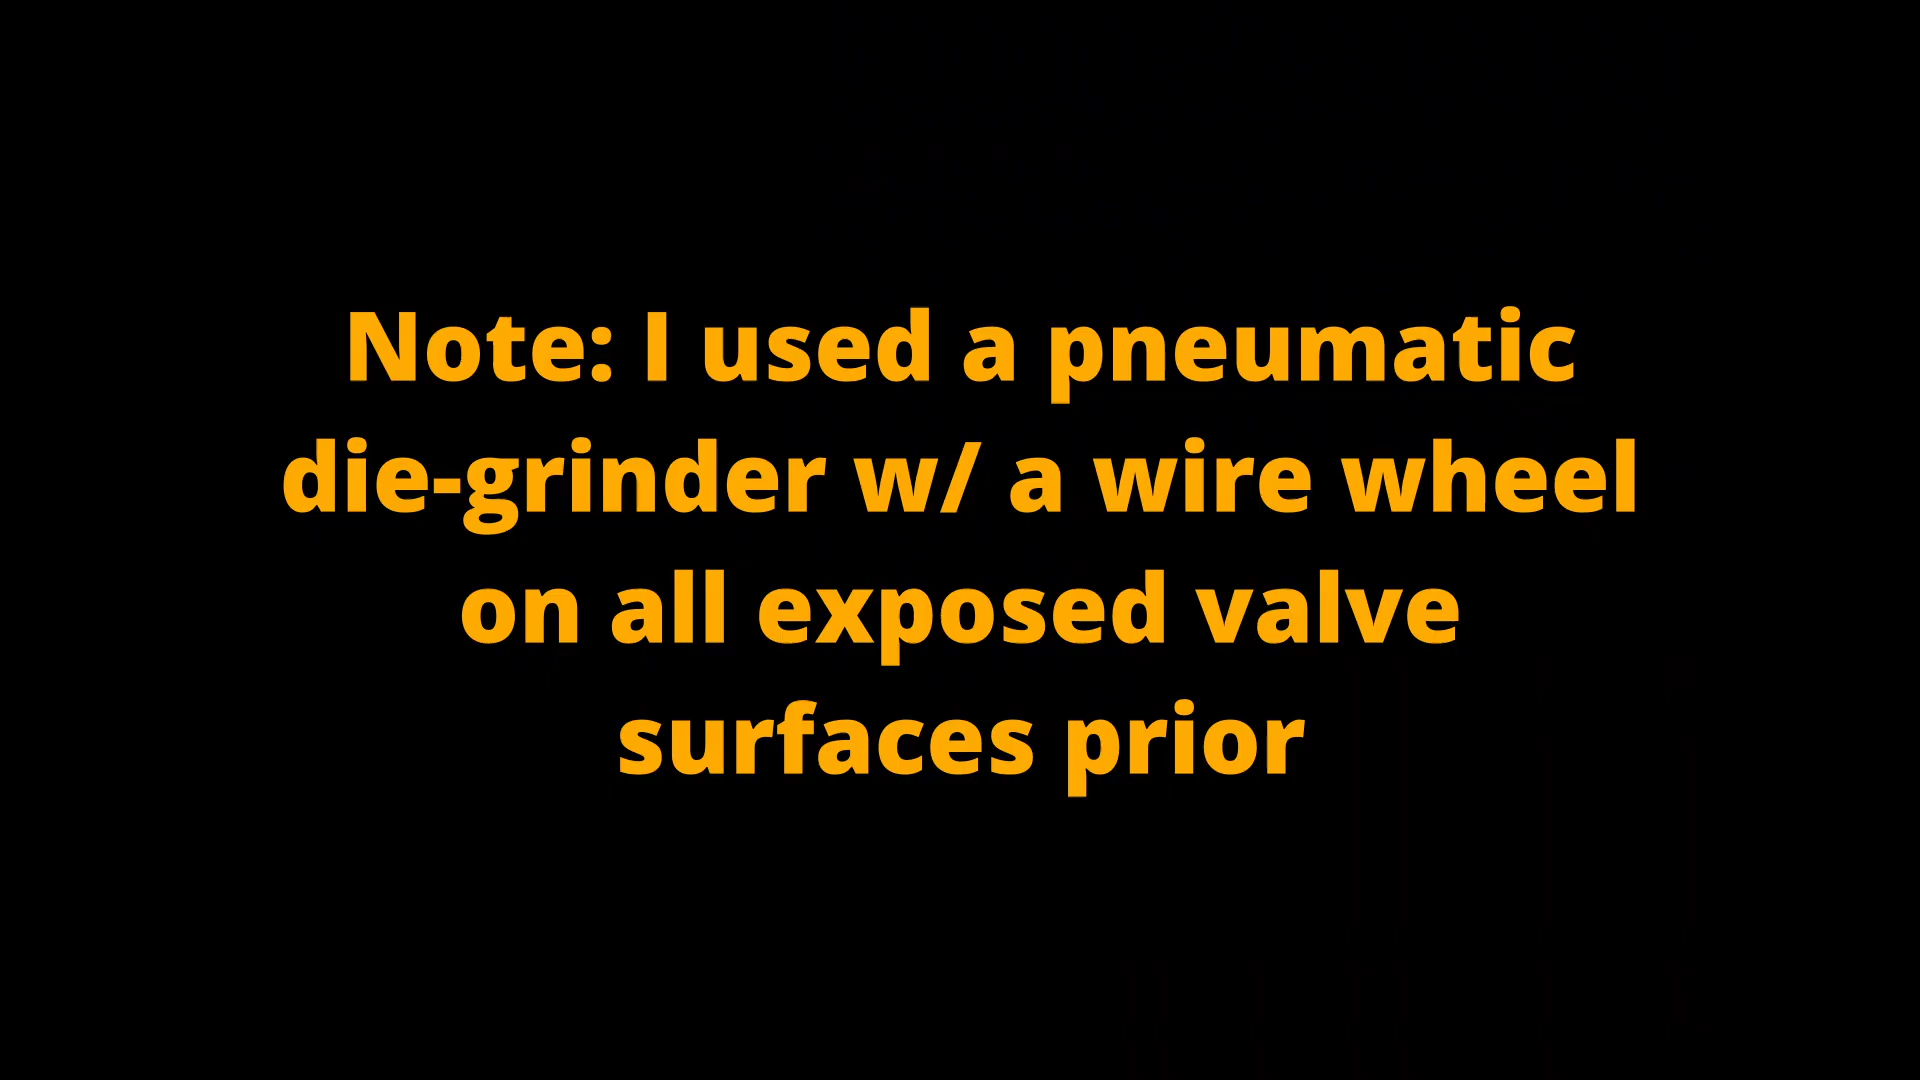 Note: I used a pneumatic
die-grinder w/ a wire wheel
on all exposed valve
surfaces prior